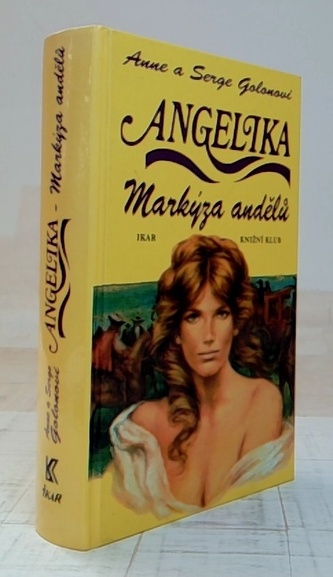 Anne a Serge Golonovi
ANGELIKA
Markýza andělů
IKAR
KNIŽNÍ KLUB
ANGELIKA - Markýza andělů
Anne a Serge
Golonovi
IKAR